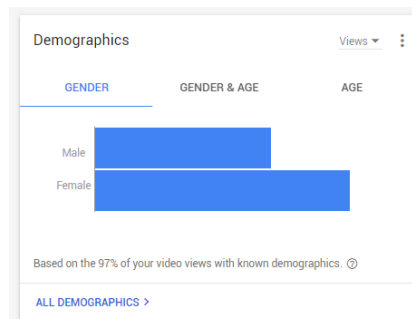 Demographics
Views
GENDER
GENDER & AGE
AGE
Male
Female
Based on the 97% of your video views with known demographics. ?
ALL DEMOGRAPHICS >